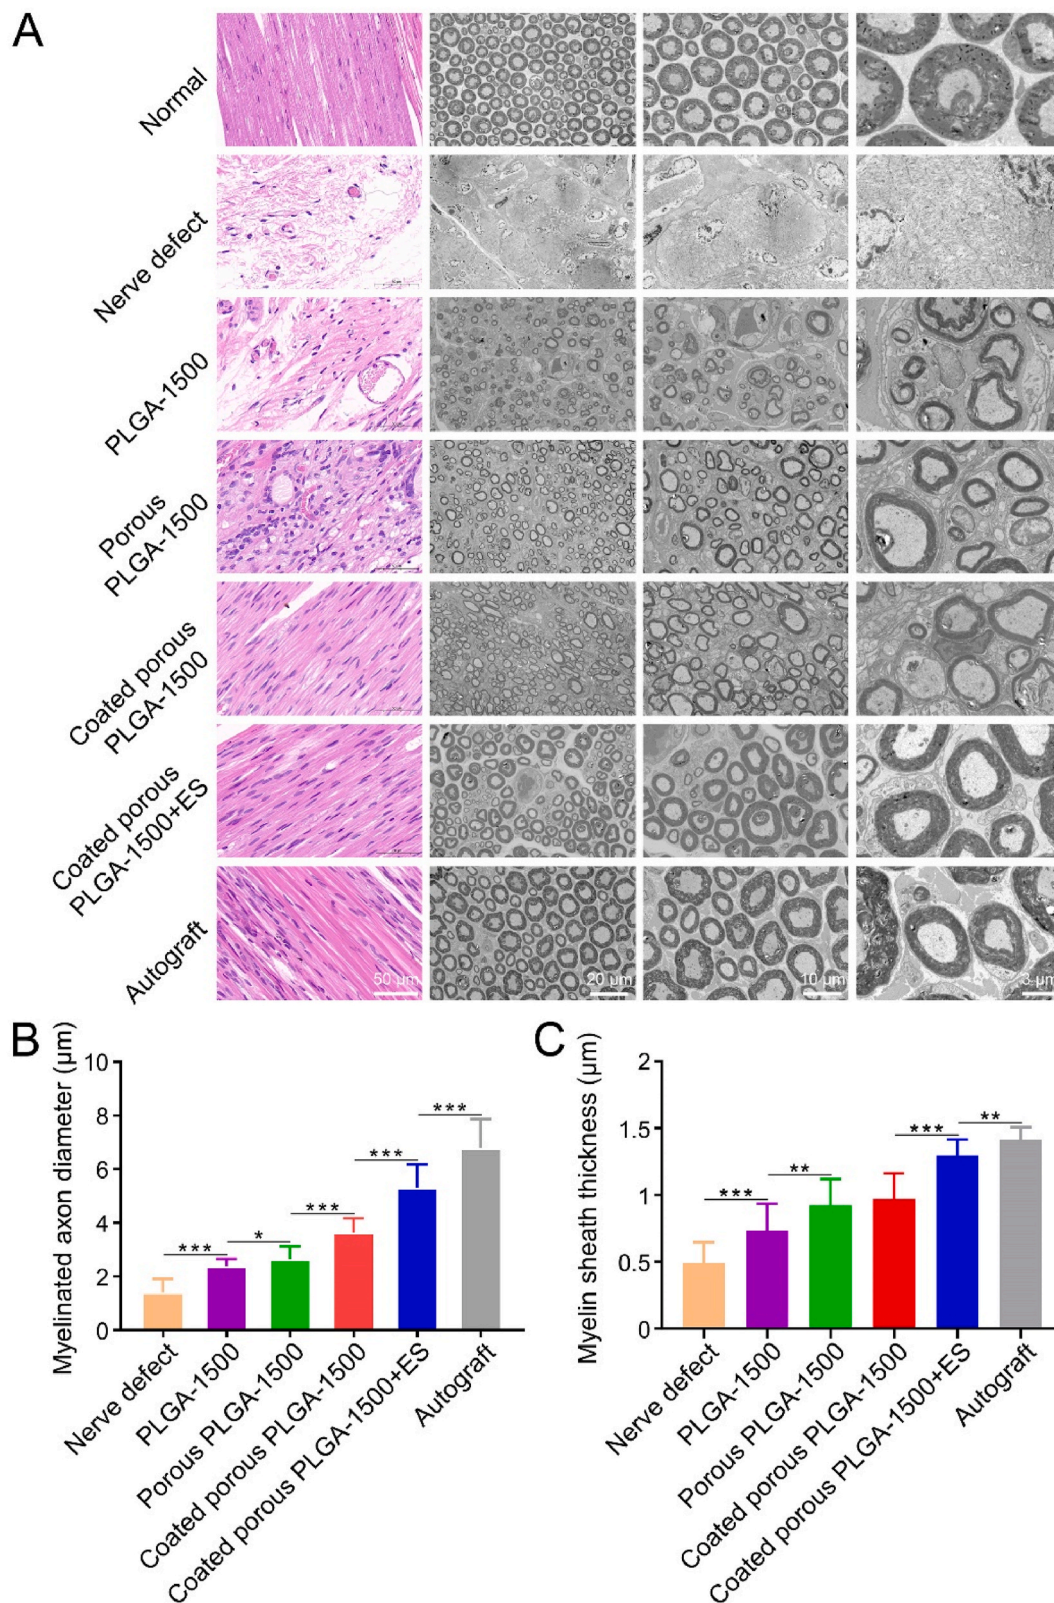 A
Normal
Nerve defect
PLGA-1500
Porous
PLGA-1500
Coated porous
PLGA-1500
Coated porous
PLGA-1500+ES
Autograft
50 µm
20 µm
10 µm
3 µm
B
Myelinated axon diameter (µm)
10
8
6
4
2
0
***
*
***
***
***
Nerve defect
PLGA-1500
Porous PLGA-1500
Coated porous PLGA-1500
Coated porous PLGA-1500+ES
Autograft
C
Myelin sheath thickness (µm)
2
1.5
1
0.5
0
***
**
***
**
Nerve defect
PLGA-1500
Porous PLGA-1500
Coated porous PLGA-1500
Coated porous PLGA-1500+ES
Autograft